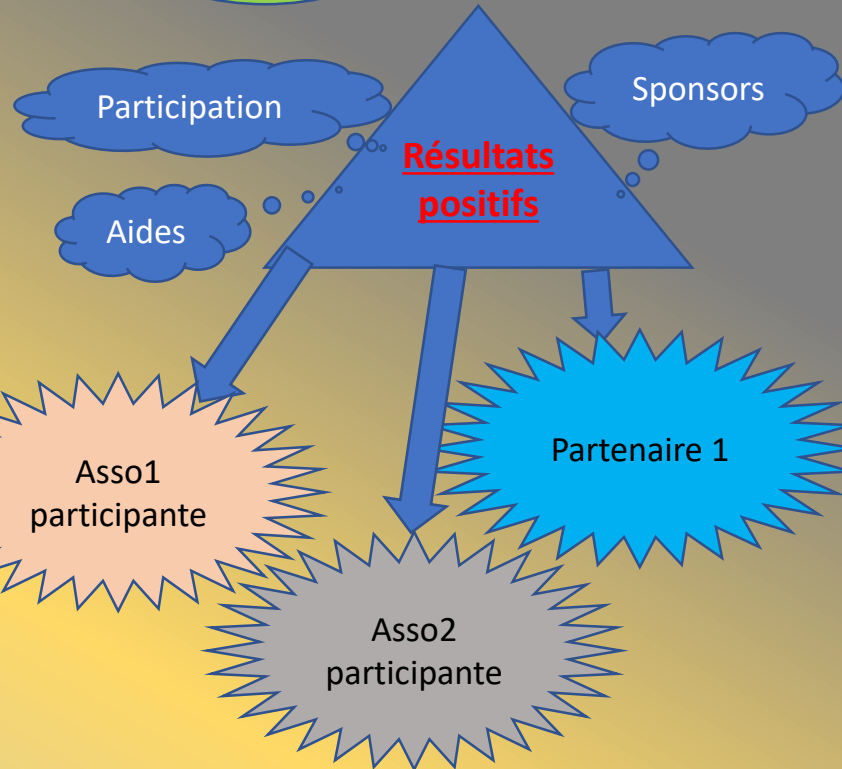 Sponsors
Participation
Résultats
positifs
Aides
Partenaire 1
Asso1
participante
Asso2
participante